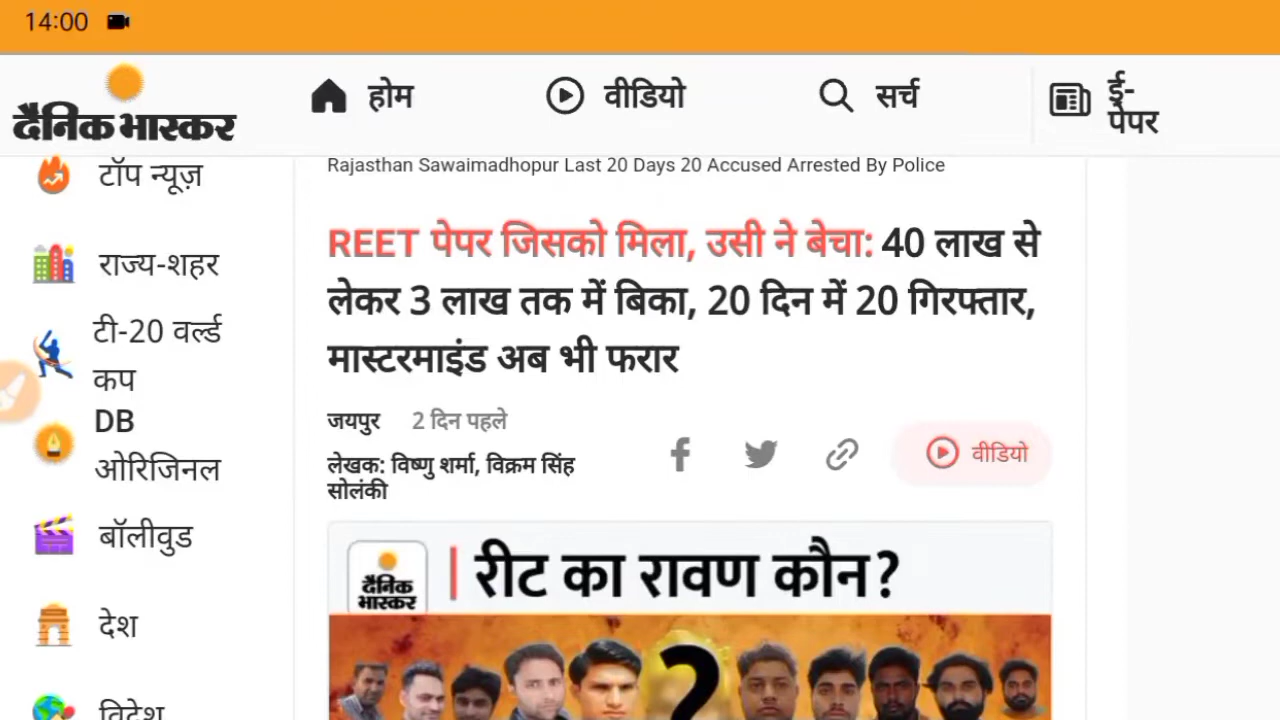 14:00
दैनिक भास्कर
होम
वीडियो
सर्च
ई-
पेपर
टॉप न्यूज़
राज्य-शहर
टी-20 वर्ल्ड
कप
DB
ओरिजिनल
बॉलीवुड
देश
विदेश
Rajasthan Sawaimadhopur Last 20 Days 20 Accused Arrested By Police
REET पेपर जिसको मिला, उसी ने बेचा: 40 लाख से
लेकर 3 लाख तक में बिका, 20 दिन में 20 गिरफ्तार,
मास्टरमाइंड अब भी फरार
जयपुर 2 दिन पहले
लेखक: विष्णु शर्मा, विक्रम सिंह
सोलंकी
वीडियो
दैनिक
भास्कर
रीट का रावण कौन?
?